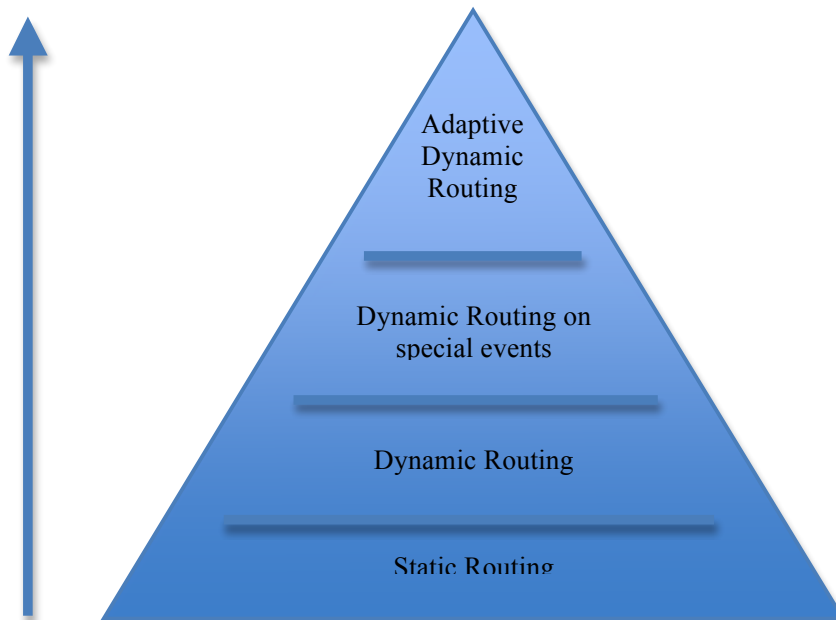 Adaptive
Dynamic
Routing
Dynamic Routing on
special events
Dynamic Routing
Static Routing